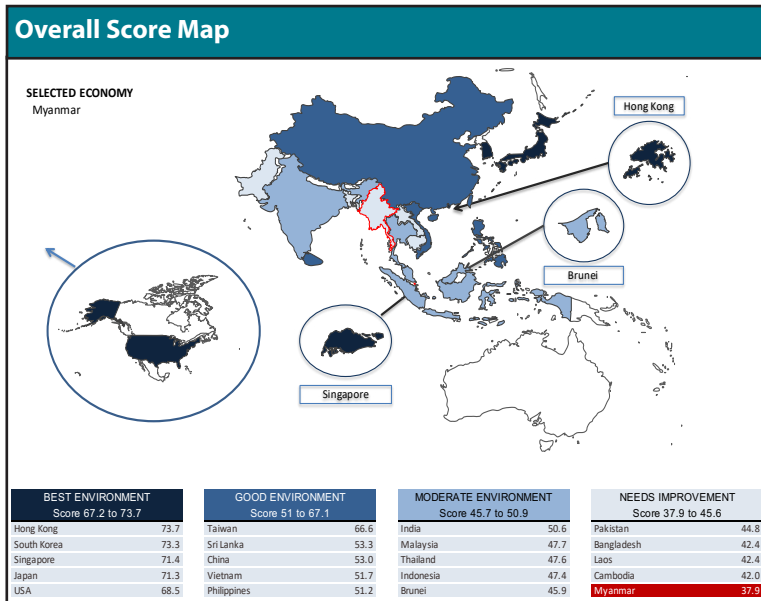 Overall Score Map
SELECTED ECONOMY
Myanmar
Hong Kong
Brunei
Singapore
BEST ENVIRONMENT
Score 67.2 to 73.7
Hong Kong 73.7
South Korea 73.3
Singapore 71.4
Japan 71.3
USA 68.5
GOOD ENVIRONMENT
Score 51 to 67.1
Taiwan 66.6
Sri Lanka 53.3
China 53.0
Vietnam 51.7
Philippines 51.2
MODERATE ENVIRONMENT
Score 45.7 to 50.9
India 50.6
Malaysia 47.7
Thailand 47.6
Indonesia 47.4
Brunei 45.9
NEEDS IMPROVEMENT
Score 37.9 to 45.6
Pakistan 44.8
Bangladesh 42.4
Laos 42.4
Cambodia 42.0
Myanmar 37.9